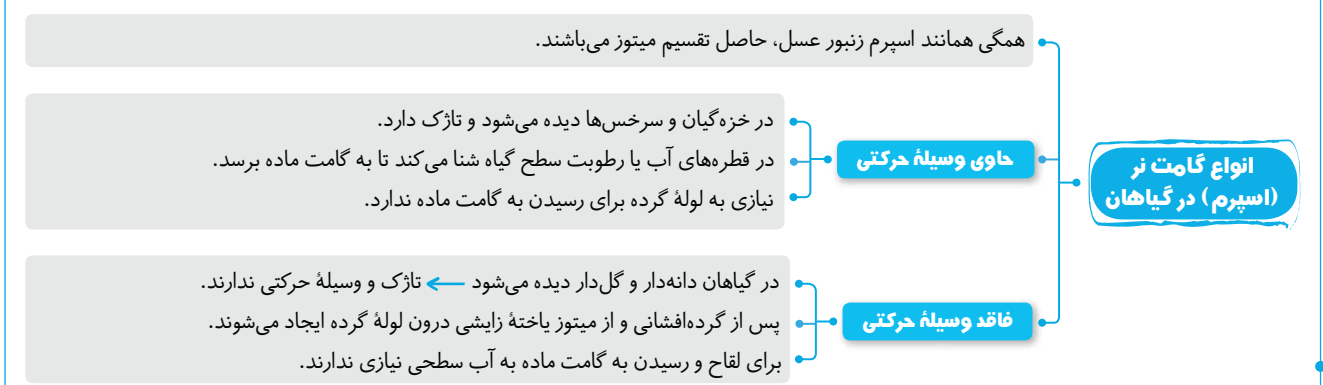 انواع گامت نر
(اسپرم) در گیاهان
همگی همانند اسپرم زنبور عسل، حاصل تقسیم میتوز می‌باشند.
حاوی وسیلهٔ حرکتی
در خزه‌گیان و سرخس‌ها دیده می‌شود و تاژک دارد.
در قطره‌های آب یا رطوبت سطح گیاه شنا می‌کند تا به گامت ماده برسد.
نیازی به لولهٔ گرده برای رسیدن به گامت ماده ندارد.
فاقد وسیلهٔ حرکتی
در گیاهان دانه‌دار و گل‌دار دیده می‌شود ← تاژک و وسیلهٔ حرکتی ندارند.
پس از گرده‌افشانی و از میتوز یاختهٔ زایشی درون لولهٔ گرده ایجاد می‌شوند.
برای لقاح و رسیدن به گامت ماده به آب سطحی نیازی ندارند.